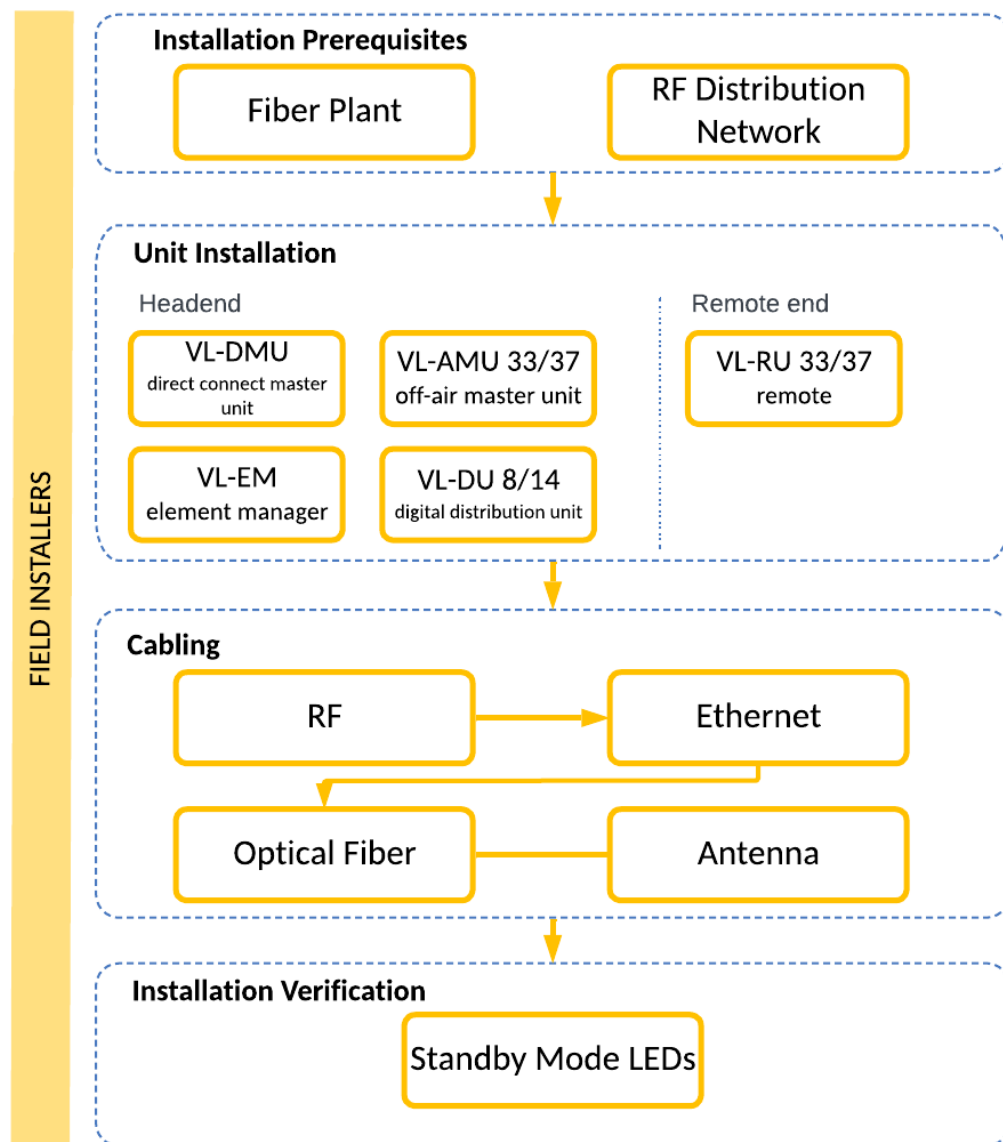 FIELD INSTALLERS
Installation Prerequisites
Fiber Plant
RF Distribution
Network
Unit Installation
Headend
VL-DMU
direct connect master
unit
VL-AMU 33/37
off-air master unit
VL-EM
element manager
VL-DU 8/14
digital distribution unit
Remote end
VL-RU 33/37
remote
Cabling
RF
Ethernet
Optical Fiber
Antenna
Installation Verification
Standby Mode LEDs